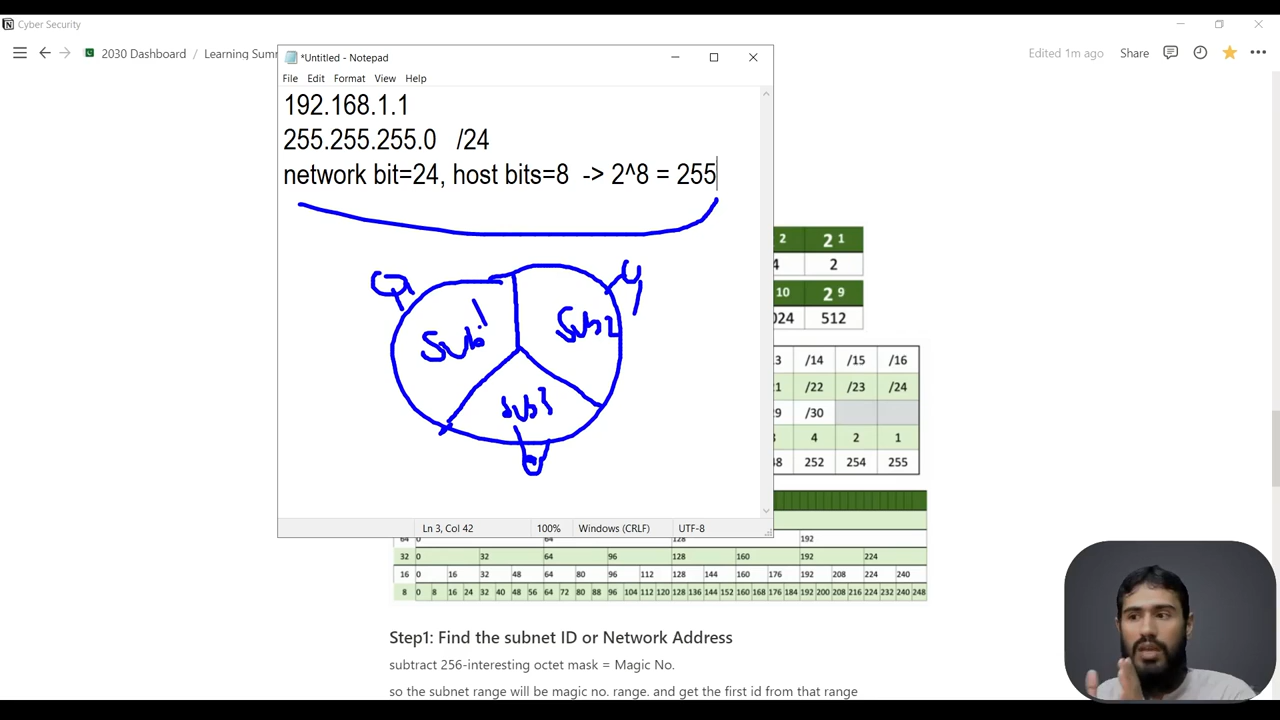 Cyber Security
2030 Dashboard / Learning Sum
Edited 1m ago Share
*Untitled - Notepad
File Edit Format View Help
192.168.1.1
255.255.255.0 /24
network bit=24, host bits=8 -> 2^8 = 255
Sub1
Sub2
Sub3
2 2 1
4 2
10 2 9
024 512
/14 /15 /16
/22 /23 /24
/30
4 2 1
252 254 255
Ln 3, Col 42 100% Windows (CRLF) UTF-8
64 0 64 128 192
32 0 32 64 96 128 160 192 224
16 0 16 32 48 64 80 96 112 128 144 160 176 192 208 224 240
8 0 8 16 24 32 40 48 56 64 72 80 88 96 104 112 120 128 136 144 152 160 168 176 184 192 200 208 216 224 232 240 248
Step1: Find the subnet ID or Network Address
subtract 256-interesting octet mask = Magic No.
so the subnet range will be magic no. range. and get the first id from that range